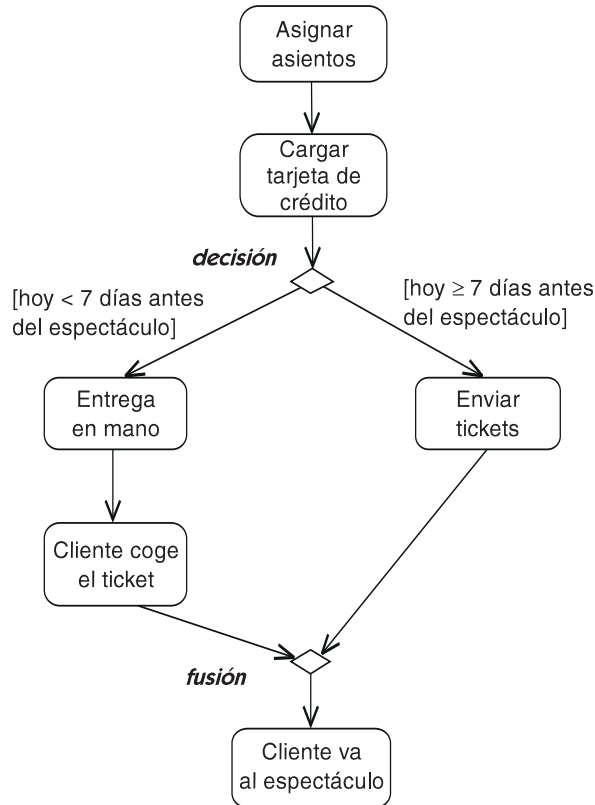 Asignar
asientos
Cargar
tarjeta de
crédito
decisión
[hoy < 7 días antes
del espectáculo]
[hoy ≥ 7 días antes
del espectáculo]
Entrega
en mano
Enviar
tickets
Cliente coge
el ticket
fusión
Cliente va
al espectáculo